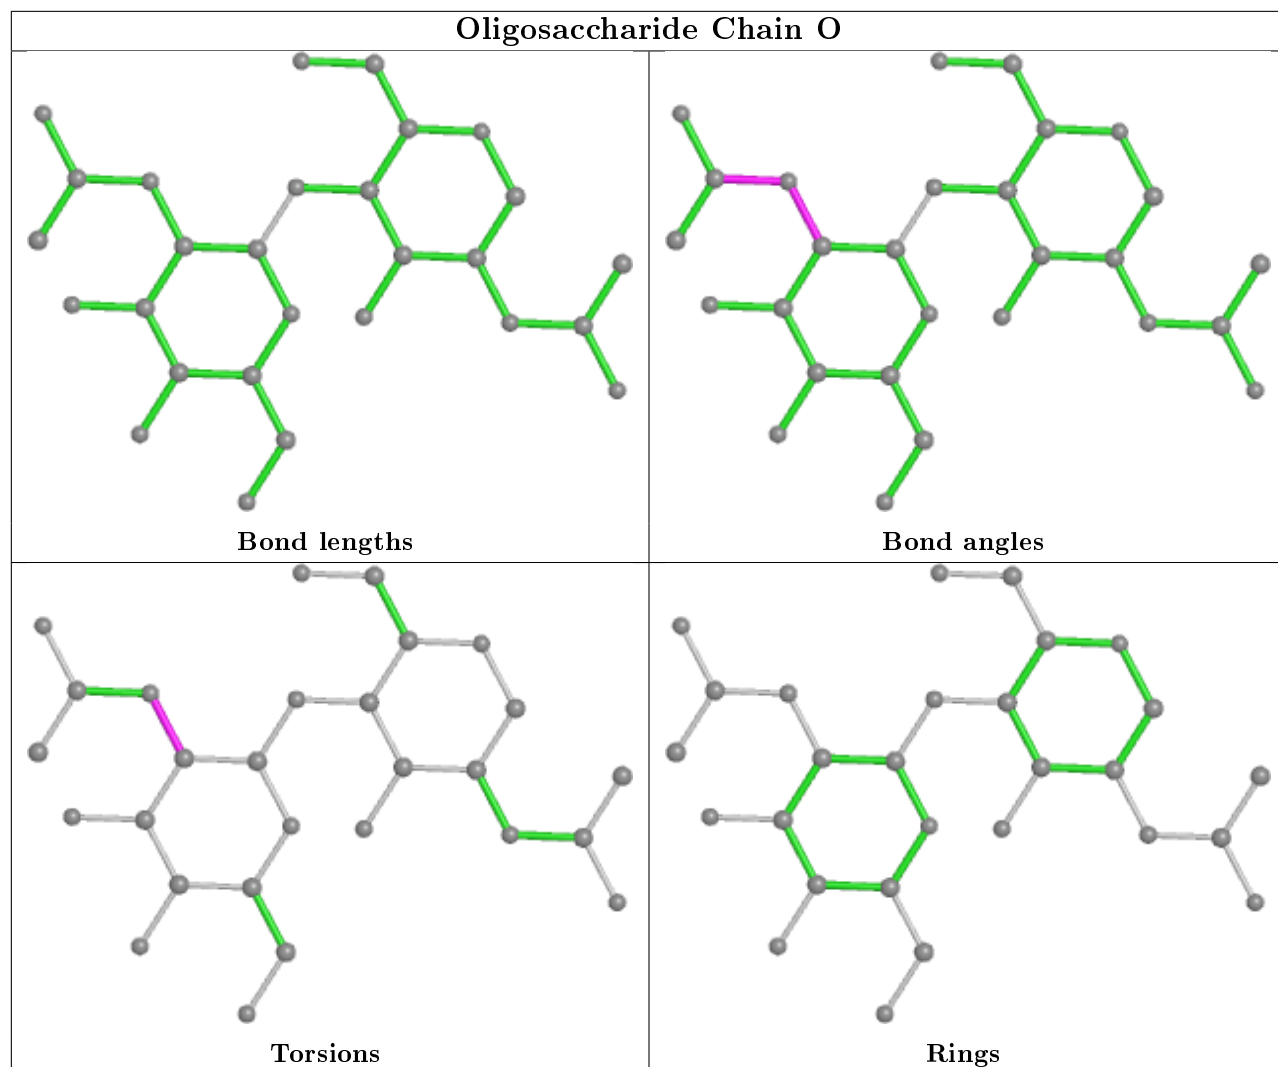 Oligosaccharide Chain O
Bond lengths
Bond angles
Torsions
Rings